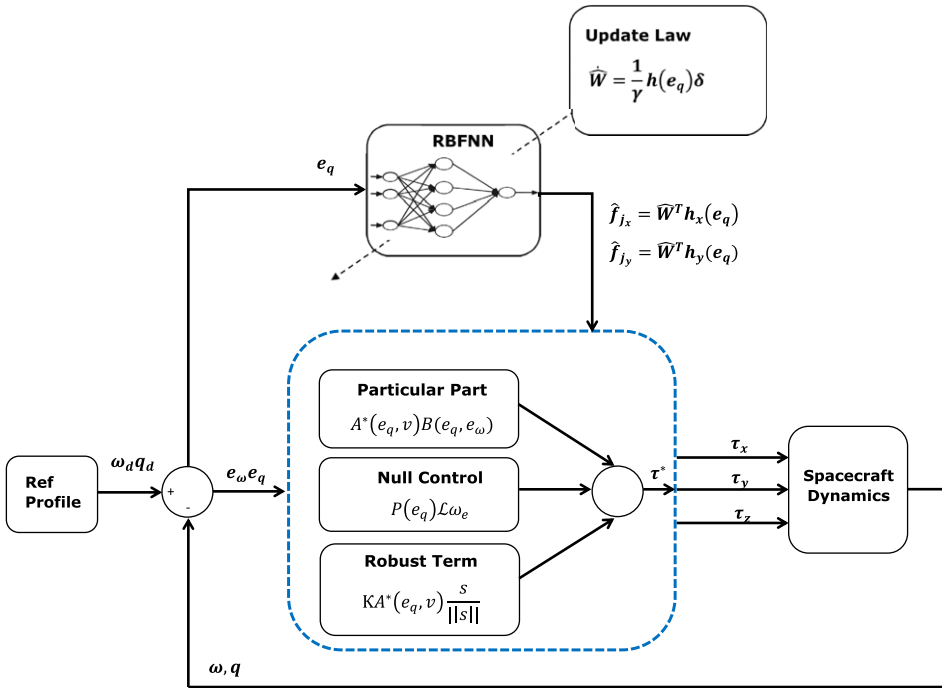 Update Law
$\dot{\widehat{W}} = \frac{1}{\gamma} h(e_q)\delta$
RBFNN
$e_q$
$\hat{f}_{j_x} = \widehat{W}^T h_x(e_q)$
$\hat{f}_{j_y} = \widehat{W}^T h_y(e_q)$
Particular Part
$A^*(e_q, v)B(e_q, e_\omega)$
Ref
Profile
$\omega_d q_d$
+
-
$e_\omega e_q$
Null Control
$P(e_q)\mathcal{L}\omega_e$
$\tau^*$
$\tau_x$
$\tau_y$
$\tau_z$
Spacecraft
Dynamics
Robust Term
$\mathrm{K}A^*(e_q, v)\frac{s}{||s||}$
$\omega, q$